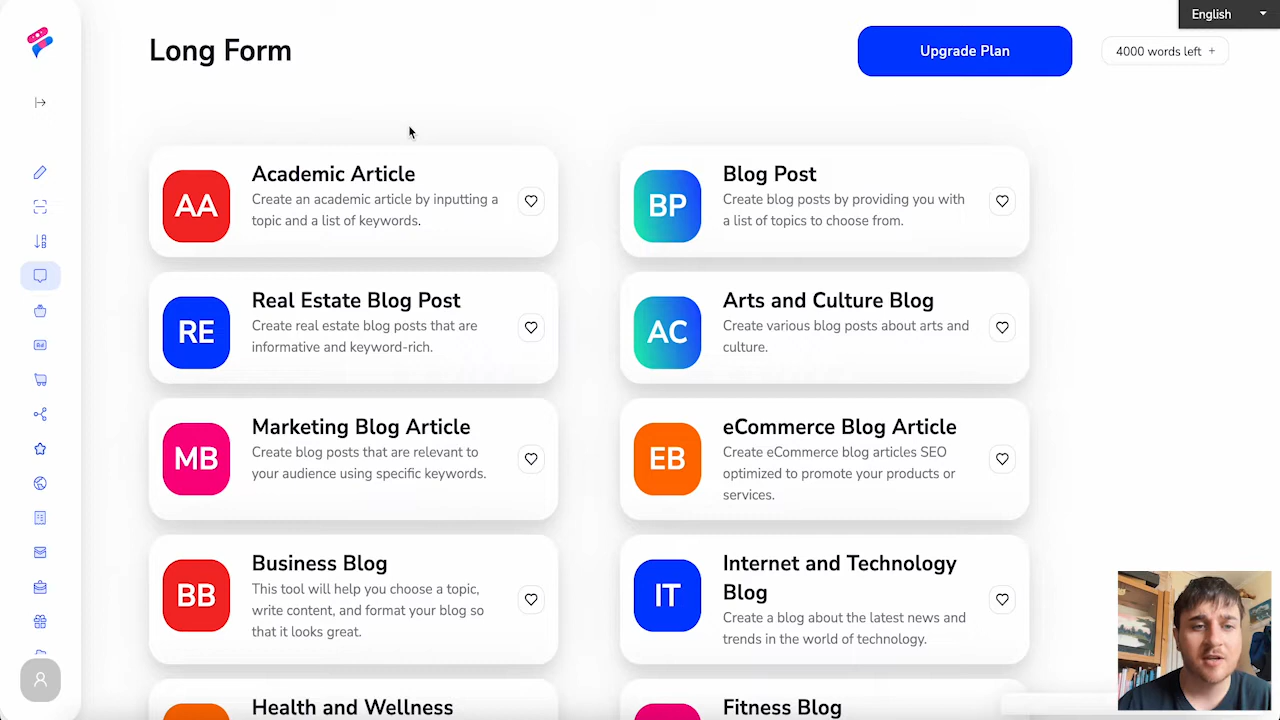 English
Long Form
Upgrade Plan
4000 words left +
AA
Academic Article
Create an academic article by inputting a
topic and a list of keywords.
BP
Blog Post
Create blog posts by providing you with
a list of topics to choose from.
RE
Real Estate Blog Post
Create real estate blog posts that are
informative and keyword-rich.
AC
Arts and Culture Blog
Create various blog posts about arts and
culture.
MB
Marketing Blog Article
Create blog posts that are relevant to
your audience using specific keywords.
EB
eCommerce Blog Article
Create eCommerce blog articles SEO
optimized to promote your products or
services.
BB
Business Blog
This tool will help you choose a topic,
write content, and format your blog so
that it looks great.
IT
Internet and Technology
Blog
Create a blog about the latest news and
trends in the world of technology.
Health and Wellness
Fitness Blog